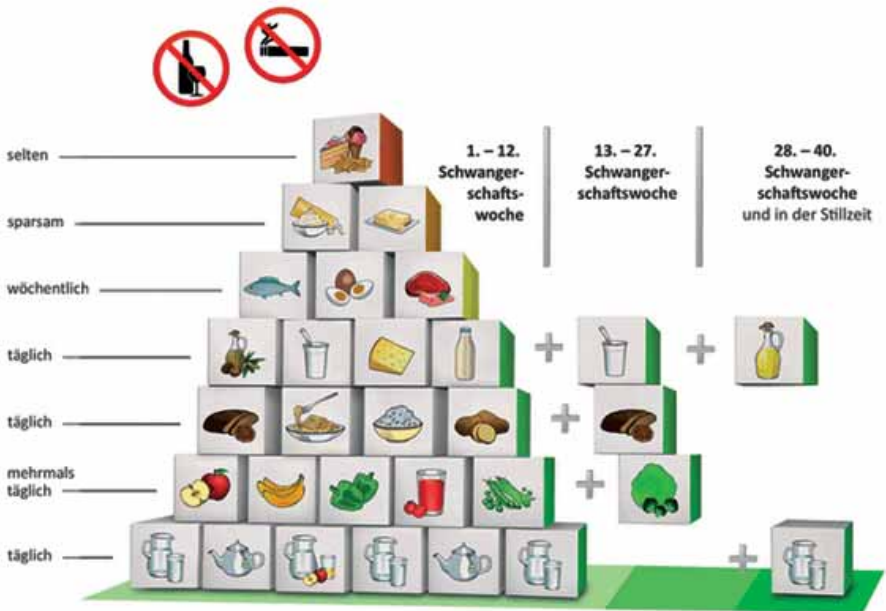 selten
sparsam
wöchentlich
täglich
täglich
mehrmals
täglich
täglich
1. – 12.
Schwanger-
schafts-
woche
13. – 27.
Schwanger-
schaftswoche
28. – 40.
Schwanger-
schaftswoche
und in der Stillzeit
+
+
+
+
+